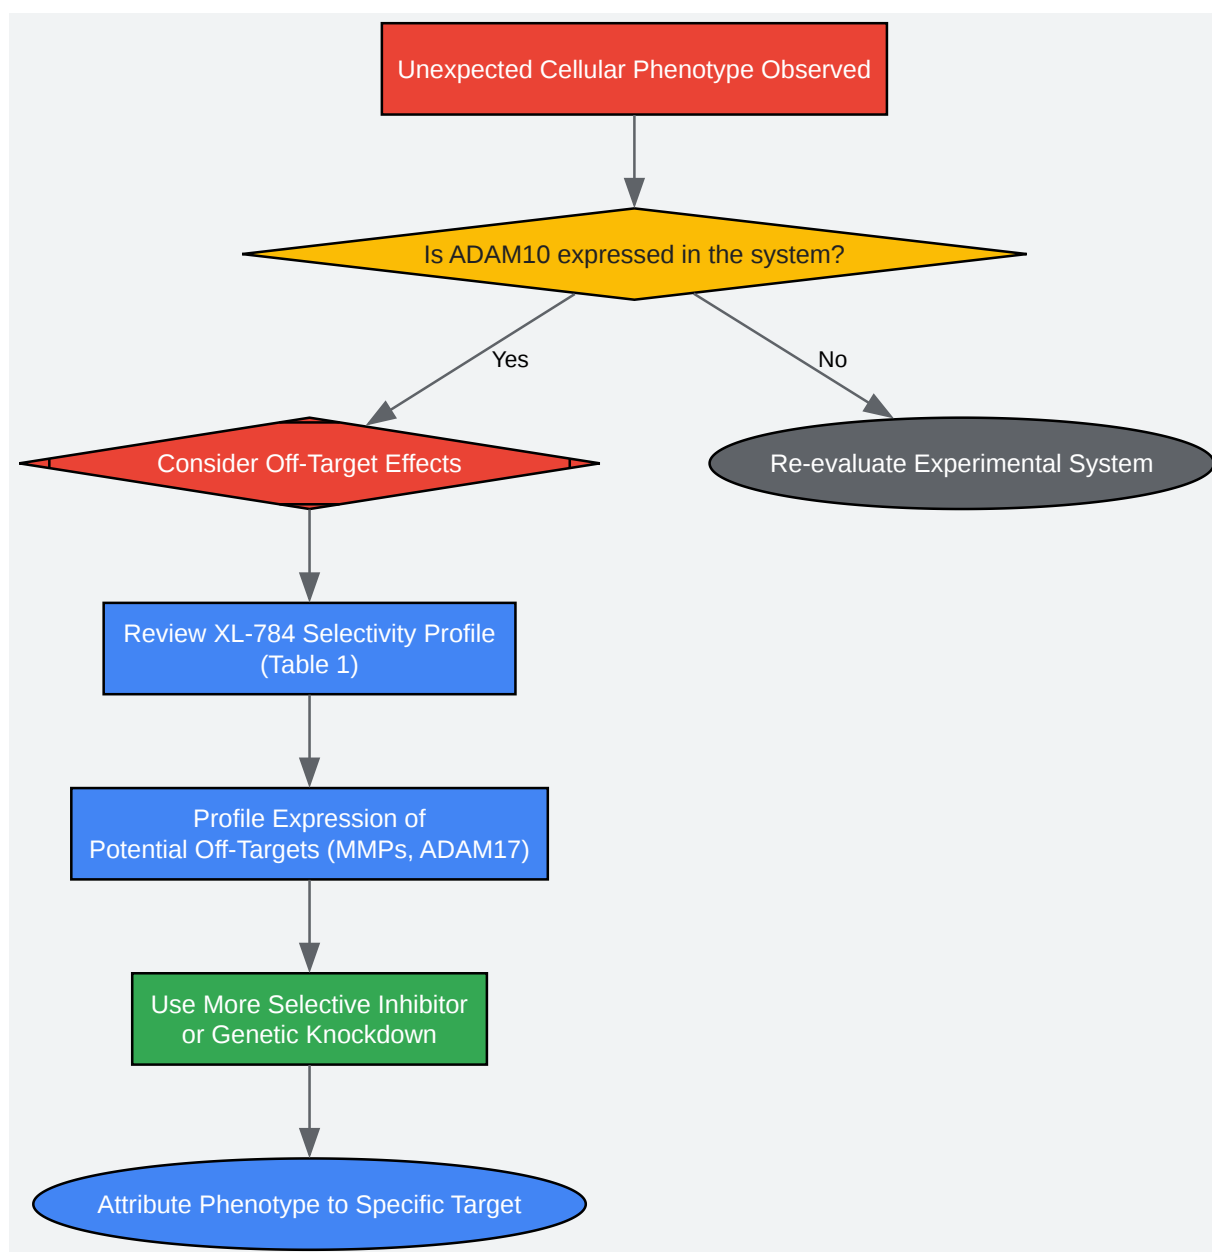 Unexpected Cellular Phenotype Observed
Is ADAM10 expressed in the system?
Yes
No
Consider Off-Target Effects
Re-evaluate Experimental System
Review XL-784 Selectivity Profile
(Table 1)
Profile Expression of
Potential Off-Targets (MMPs, ADAM17)
Use More Selective Inhibitor
or Genetic Knockdown
Attribute Phenotype to Specific Target